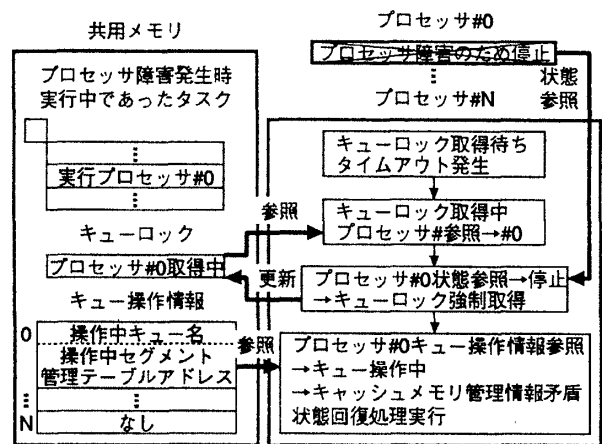 共用メモリ
プロセッサ障害発生時
実行中であったタスク
⋮
実行プロセッサ#0
⋮
キューロック
プロセッサ#0取得中
キュー操作情報
0
操作中キュー名
操作中セグメント
管理テーブルアドレス
⋮
⋮
N
なし
プロセッサ#0
プロセッサ障害のため停止
⋮
状態
参照
プロセッサ#N
キューロック取得待ち
タイムアウト発生
参照
キューロック取得中
プロセッサ#参照→#0
更新
プロセッサ#0状態参照→停止
→キューロック強制取得
参照
プロセッサ#0キュー操作情報参照
→キュー操作中
→キャッシュメモリ管理情報矛盾
状態回復処理実行